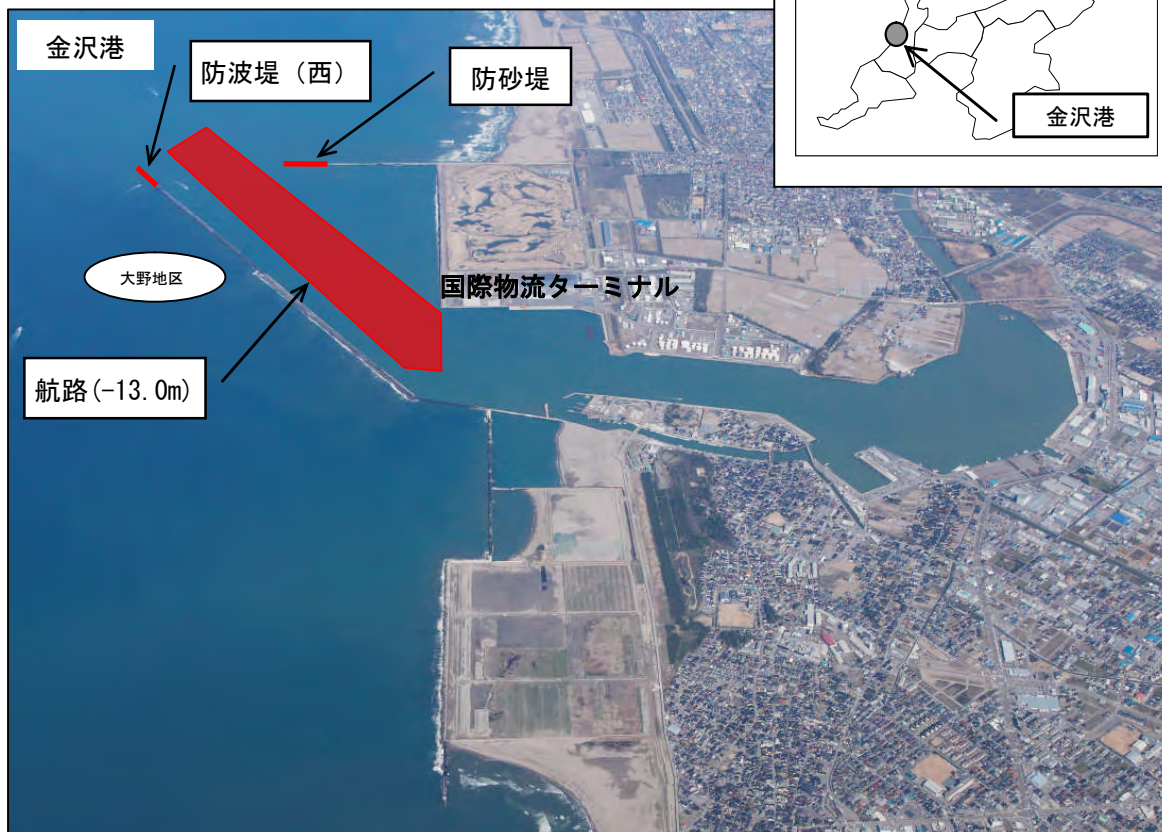 金沢港
防波堤（西）
防砂堤
金沢港
大野地区
国際物流ターミナル
航路(-13.0m)